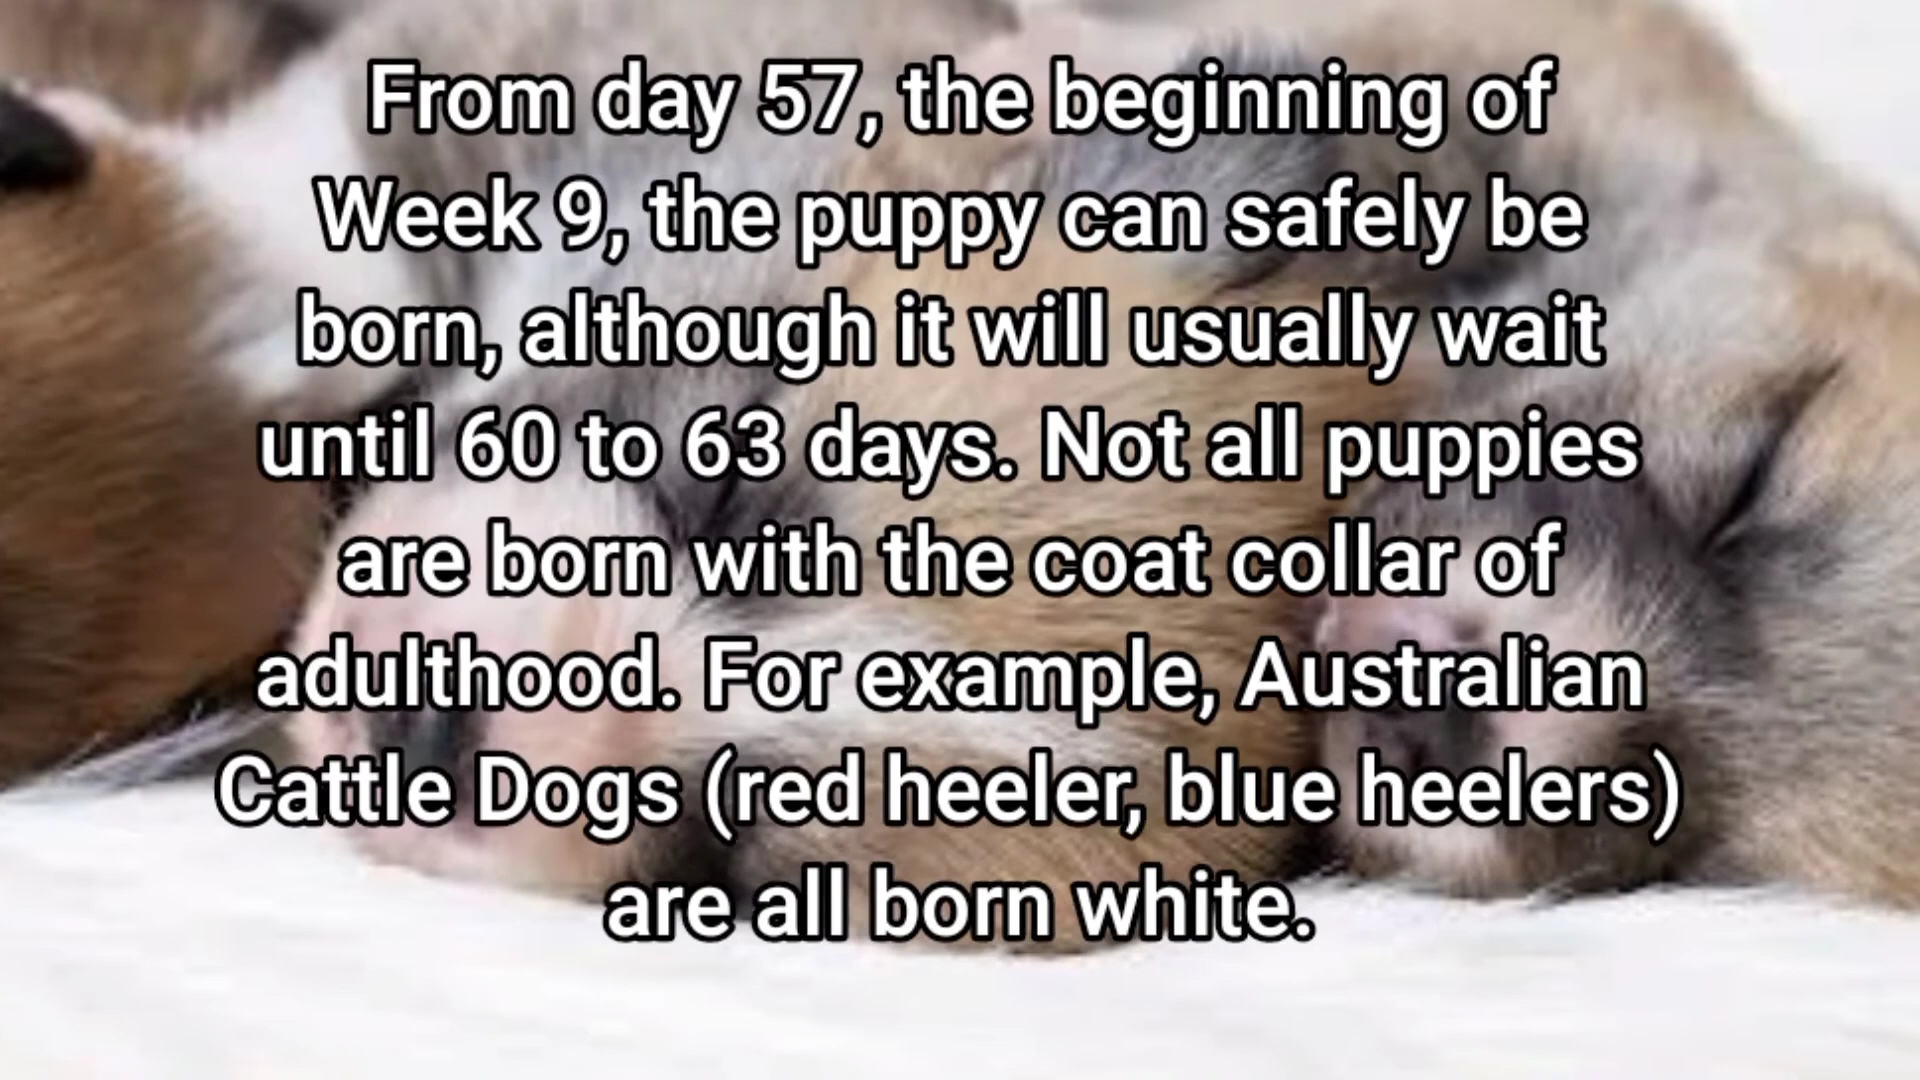 From day 57, the beginning of
Week 9, the puppy can safely be
born, although it will usually wait
until 60 to 63 days. Not all puppies
are born with the coat collar of
adulthood. For example, Australian
Cattle Dogs (red heeler, blue heelers)
are all born white.